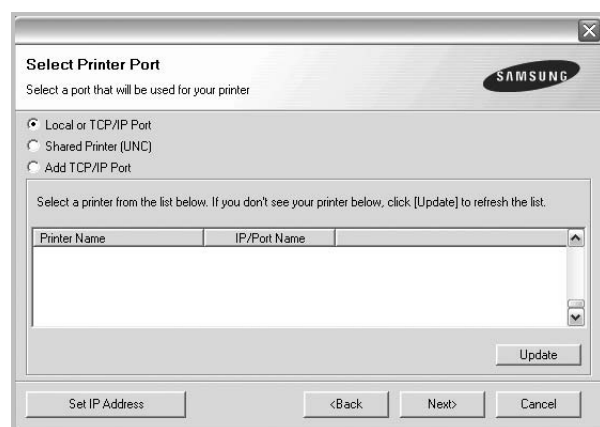 Select Printer Port
Select a port that will be used for your printer
SAMSUNG
Local or TCP/IP Port
Shared Printer (UNC)
Add TCP/IP Port
Select a printer from the list below. If you don't see your printer below, click [Update] to refresh the list.
Printer Name IP/Port Name
Update
Set IP Address <Back Next> Cancel